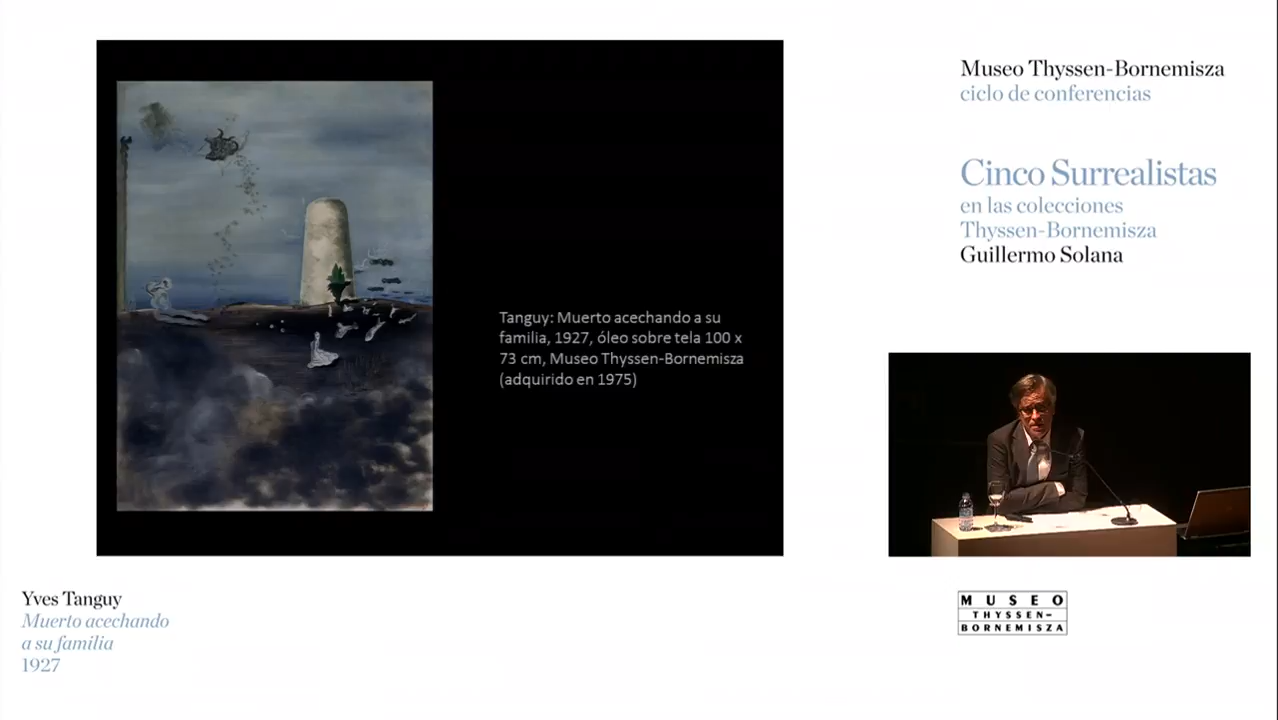 Museo Thyssen-Bornemisza
ciclo de conferencias
Cinco Surrealistas
en las colecciones
Thyssen-Bornemisza
Guillermo Solana
Tanguy: Muerto acechando a su
familia, 1927, óleo sobre tela 100 x
73 cm, Museo Thyssen-Bornemisza
(adquirido en 1975)
Yves Tanguy
Muerto acechando
a su familia
1927
MUSEO
THYSSEN-
BORNEMISZA